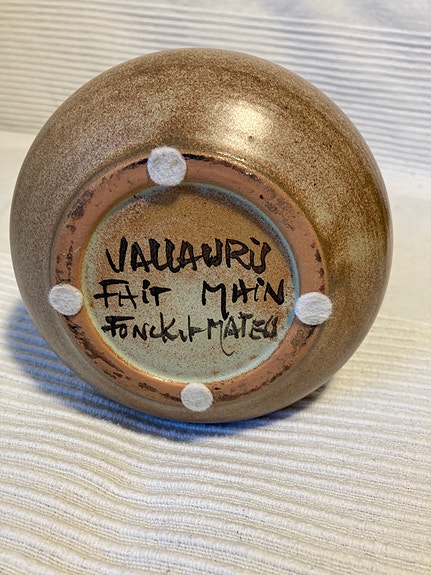 VALLAURIS
FAIT MAIN
FONCK et MATEO